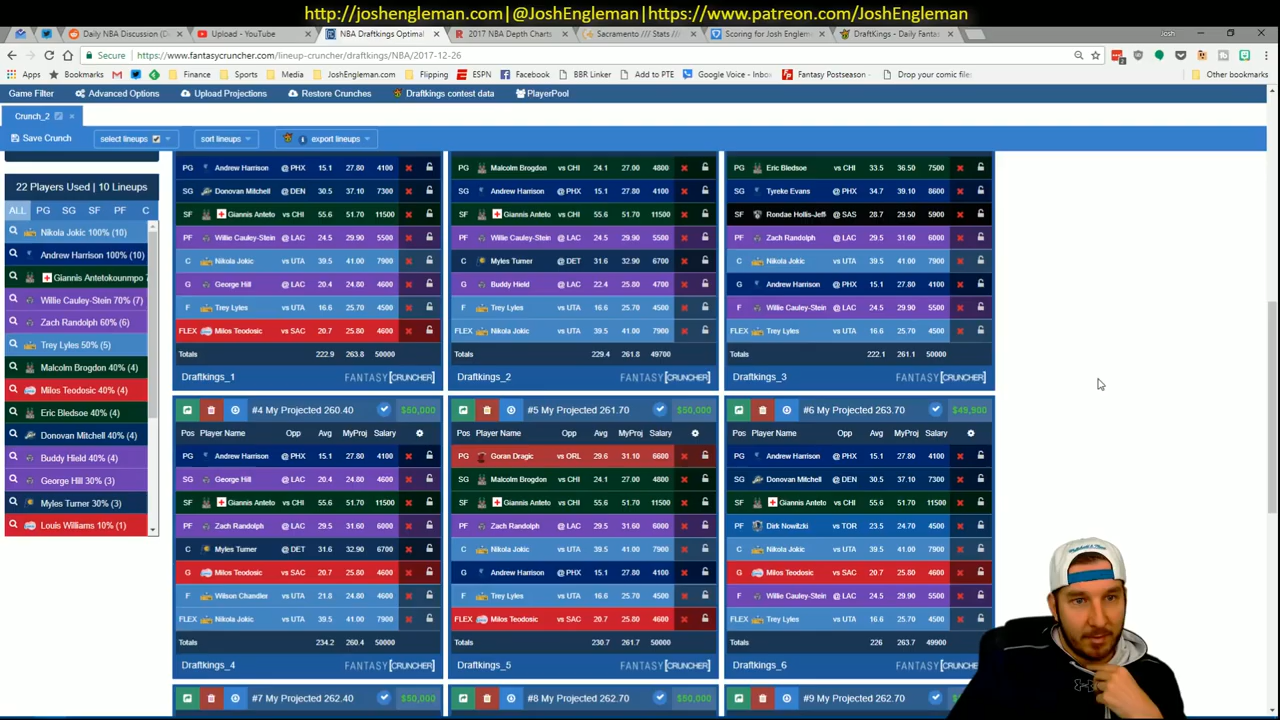 http://joshengleman.com|@JoshEngleman|https://www.patreon.com/JoshEngleman
Daily NBA Discussion (D
Upload - YouTube
NBA Draftkings Optimal
2017 NBA Depth Charts
Sacramento /// Stats ///
Scoring for Josh Englem
DraftKings - Daily Fantas
Josh
Secure
https://www.fantasycruncher.com/lineup-cruncher/draftkings/NBA/2017-12-26
Apps
Bookmarks
Finance
Sports
Media
JoshEngleman.com
Flipping
ESPN
Facebook
BBR Linker
Add to PTE
Google Voice - Inbox
Fantasy Postseason -
Drop your comic files
Other bookmarks
Game Filter
Advanced Options
Upload Projections
Restore Crunches
Draftkings contest data
PlayerPool
Crunch_2
Save Crunch
select lineups
sort lineups
export lineups
22 Players Used | 10 Lineups
ALL PG SG SF PF C
Nikola Jokic 100% (10)
Andrew Harrison 100% (10)
Giannis Antetokounmpo 7
Willie Cauley-Stein 70% (7)
Zach Randolph 60% (6)
Trey Lyles 50% (5)
Malcolm Brogdon 40% (4)
Milos Teodosic 40% (4)
Eric Bledsoe 40% (4)
Donovan Mitchell 40% (4)
Buddy Hield 40% (4)
George Hill 30% (3)
Myles Turner 30% (3)
Louis Williams 10% (1)
PG Andrew Harrison @ PHX 15.1 27.80 4100
SG Donovan Mitchell @ DEN 30.5 37.10 7300
SF Giannis Anteto vs CHI 55.6 51.70 11500
PF Willie Cauley-Stein @ LAC 24.5 29.90 5500
C Nikola Jokic vs UTA 39.5 41.00 7900
G George Hill @ LAC 20.4 24.80 4600
F Trey Lyles vs UTA 16.6 25.70 4500
FLEX Milos Teodosic vs SAC 20.7 25.80 4600
Totals 222.9 263.8 50000
Draftkings_1 FANTASY CRUNCHER
PG Malcolm Brogdon vs CHI 24.1 27.00 4800
SG Andrew Harrison @ PHX 15.1 27.80 4100
SF Giannis Anteto vs CHI 55.6 51.70 11500
PF Willie Cauley-Stein @ LAC 24.5 29.90 5500
C Myles Turner @ DET 31.6 32.90 6700
G Buddy Hield @ LAC 22.4 25.80 4700
F Trey Lyles vs UTA 16.6 25.70 4500
FLEX Nikola Jokic vs UTA 39.5 41.00 7900
Totals 229.4 261.8 49700
Draftkings_2 FANTASY CRUNCHER
PG Eric Bledsoe vs CHI 33.5 36.50 7500
SG Tyreke Evans @ PHX 34.7 39.10 8600
SF Rondae Hollis-Jeff @ SAS 28.7 29.50 5900
PF Zach Randolph @ LAC 29.5 31.60 6000
C Nikola Jokic vs UTA 39.5 41.00 7900
G Andrew Harrison @ PHX 15.1 27.80 4100
F Willie Cauley-Stein @ LAC 24.5 29.90 5500
FLEX Trey Lyles vs UTA 16.6 25.70 4500
Totals 222.1 261.1 50000
Draftkings_3 FANTASY CRUNCHER
#4 My Projected 260.40 $50,000
Pos Player Name Opp Avg MyProj Salary
PG Andrew Harrison @ PHX 15.1 27.80 4100
SG George Hill @ LAC 20.4 24.80 4600
SF Giannis Anteto vs CHI 55.6 51.70 11500
PF Zach Randolph @ LAC 29.5 31.60 6000
C Myles Turner @ DET 31.6 32.90 6700
G Milos Teodosic vs SAC 20.7 25.80 4600
F Wilson Chandler vs UTA 21.8 24.80 4600
FLEX Nikola Jokic vs UTA 39.5 41.00 7900
Totals 234.2 260.4 50000
Draftkings_4 FANTASY CRUNCHER
#5 My Projected 261.70 $50,000
Pos Player Name Opp Avg MyProj Salary
PG Goran Dragic vs ORL 29.6 31.10 6600
SG Malcolm Brogdon vs CHI 24.1 27.00 4800
SF Giannis Anteto vs CHI 55.6 51.70 11500
PF Zach Randolph @ LAC 29.5 31.60 6000
C Nikola Jokic vs UTA 39.5 41.00 7900
G Andrew Harrison @ PHX 15.1 27.80 4100
F Trey Lyles vs UTA 16.6 25.70 4500
FLEX Milos Teodosic vs SAC 20.7 25.80 4600
Totals 230.7 261.7 50000
Draftkings_5 FANTASY CRUNCHER
#6 My Projected 263.70 $49,900
Pos Player Name Opp Avg MyProj Salary
PG Andrew Harrison @ PHX 15.1 27.80 4100
SG Donovan Mitchell @ DEN 30.5 37.10 7300
SF Giannis Anteto vs CHI 55.6 51.70 11500
PF Dirk Nowitzki vs TOR 23.5 24.70 4500
C Nikola Jokic vs UTA 39.5 41.00 7900
G Milos Teodosic vs SAC 20.7 25.80 4600
F Willie Cauley-Stein @ LAC 24.5 29.90 5500
FLEX Trey Lyles vs UTA 16.6 25.70 4500
Totals 226 263.7 49900
Draftkings_6 FANTASY CRUNCHER
#7 My Projected 262.40 $50,000
#8 My Projected 262.70 $50,000
#9 My Projected 262.70